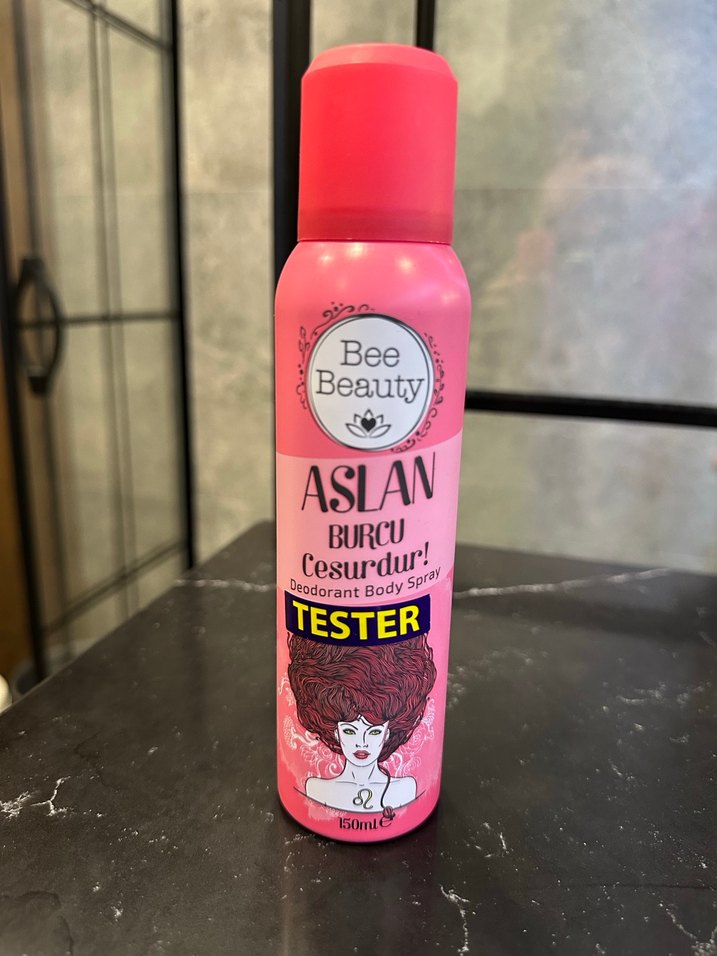 Bee
Beauty
ASLAN
BURCU
Cesurdur!
Deodorant Body Spray
TESTER
150ml e